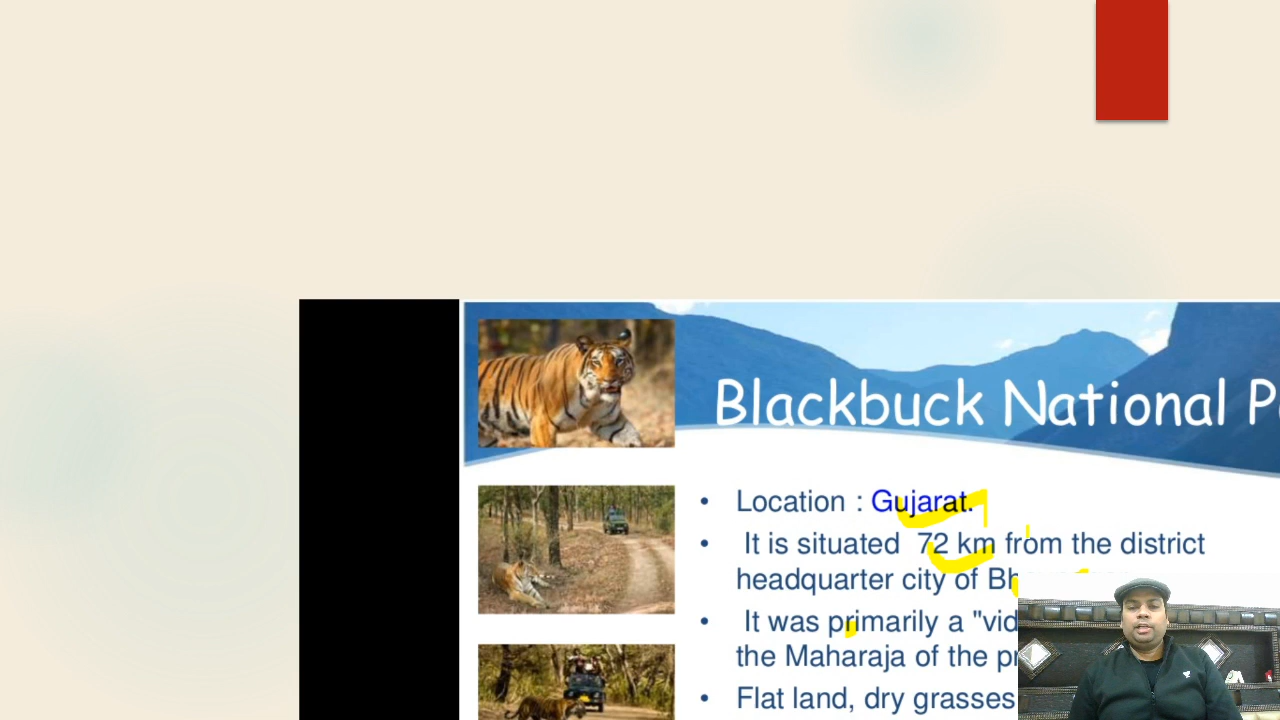 Blackbuck National P
• Location : Gujarat.
• It is situated 72 km from the district
headquarter city of Bh
• It was primarily a "vid
the Maharaja of the pr
• Flat land, dry grasses